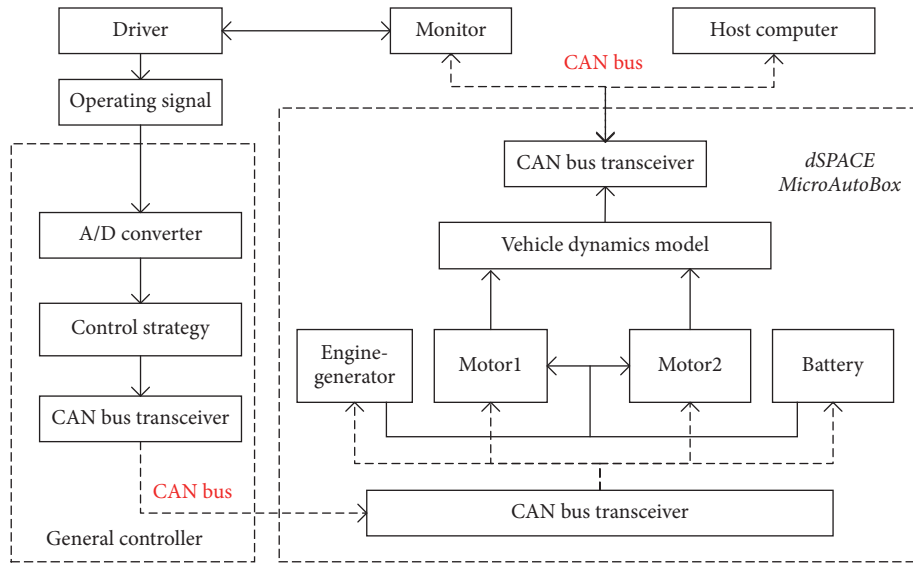 Driver
Monitor
Host computer
CAN bus
Operating signal
CAN bus transceiver
dSPACE
MicroAutoBox
A/D converter
Vehicle dynamics model
Control strategy
Engine-
generator
Motor1
Motor2
Battery
CAN bus transceiver
CAN bus
CAN bus transceiver
General controller